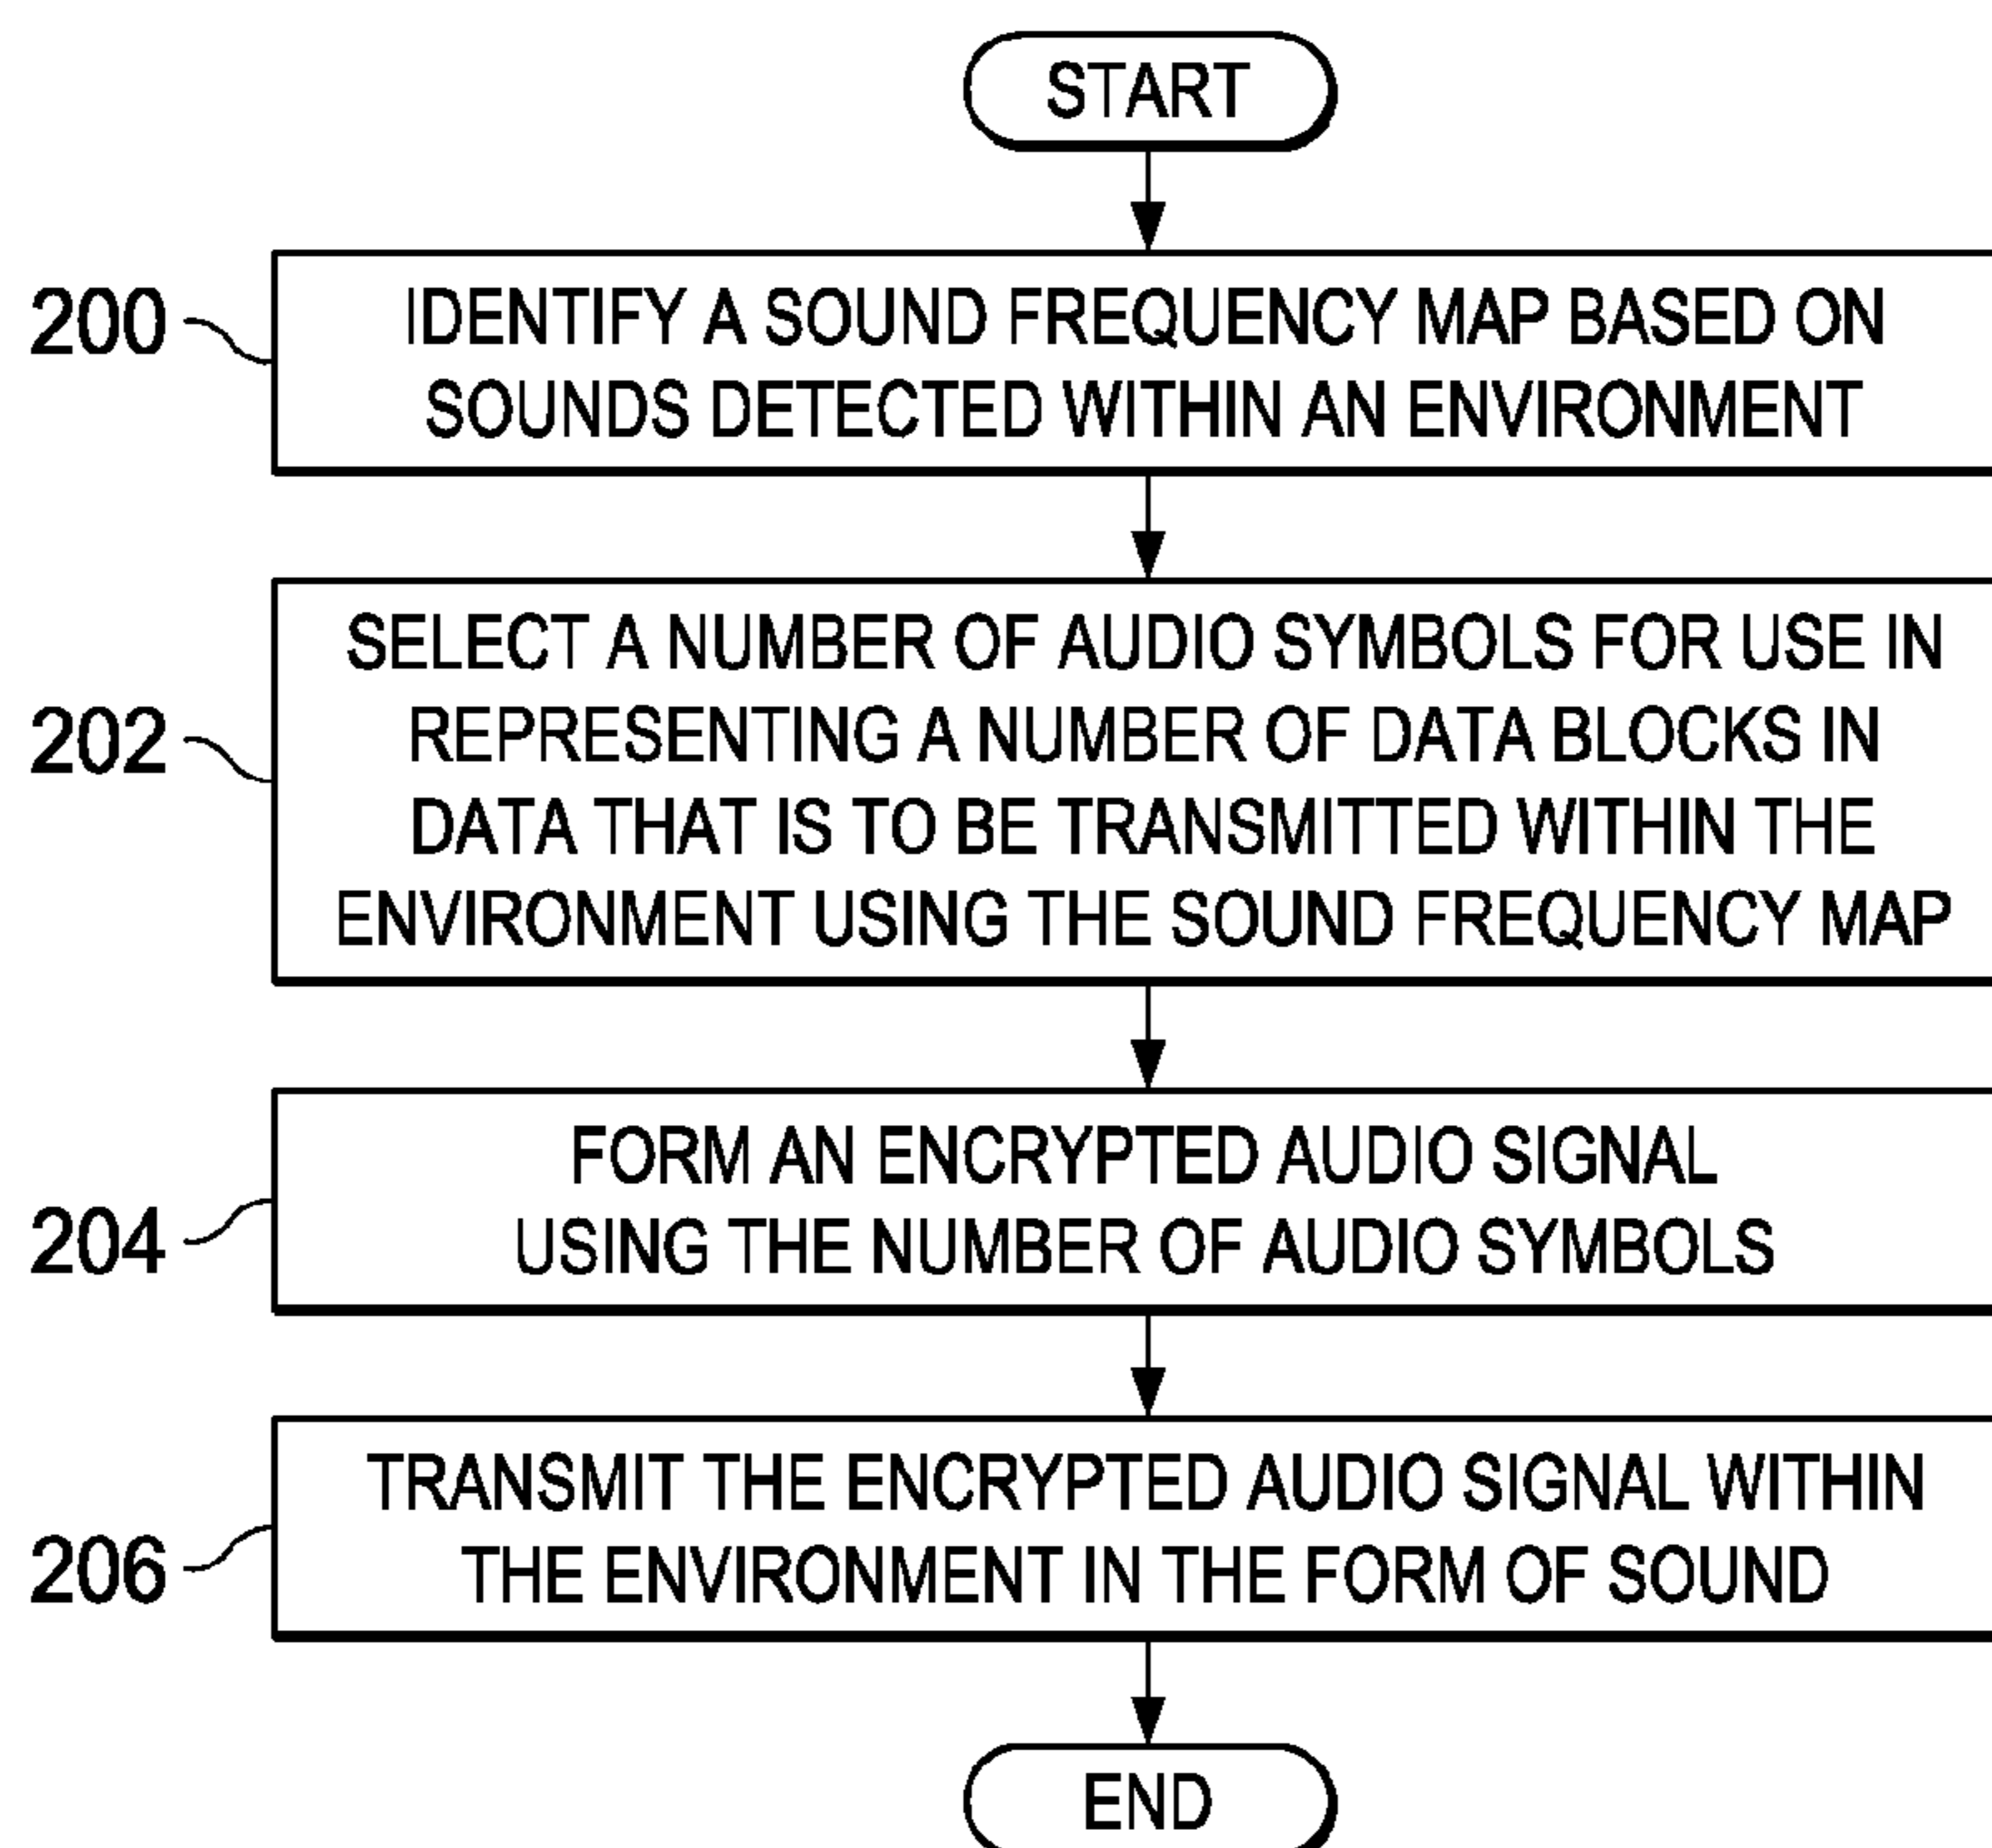 START
200
IDENTIFY A SOUND FREQUENCY MAP BASED ON
SOUNDS DETECTED WITHIN AN ENVIRONMENT
202
SELECT A NUMBER OF AUDIO SYMBOLS FOR USE IN
REPRESENTING A NUMBER OF DATA BLOCKS IN
DATA THAT IS TO BE TRANSMITTED WITHIN THE
ENVIRONMENT USING THE SOUND FREQUENCY MAP
204
FORM AN ENCRYPTED AUDIO SIGNAL
USING THE NUMBER OF AUDIO SYMBOLS
206
TRANSMIT THE ENCRYPTED AUDIO SIGNAL WITHIN
THE ENVIRONMENT IN THE FORM OF SOUND
END